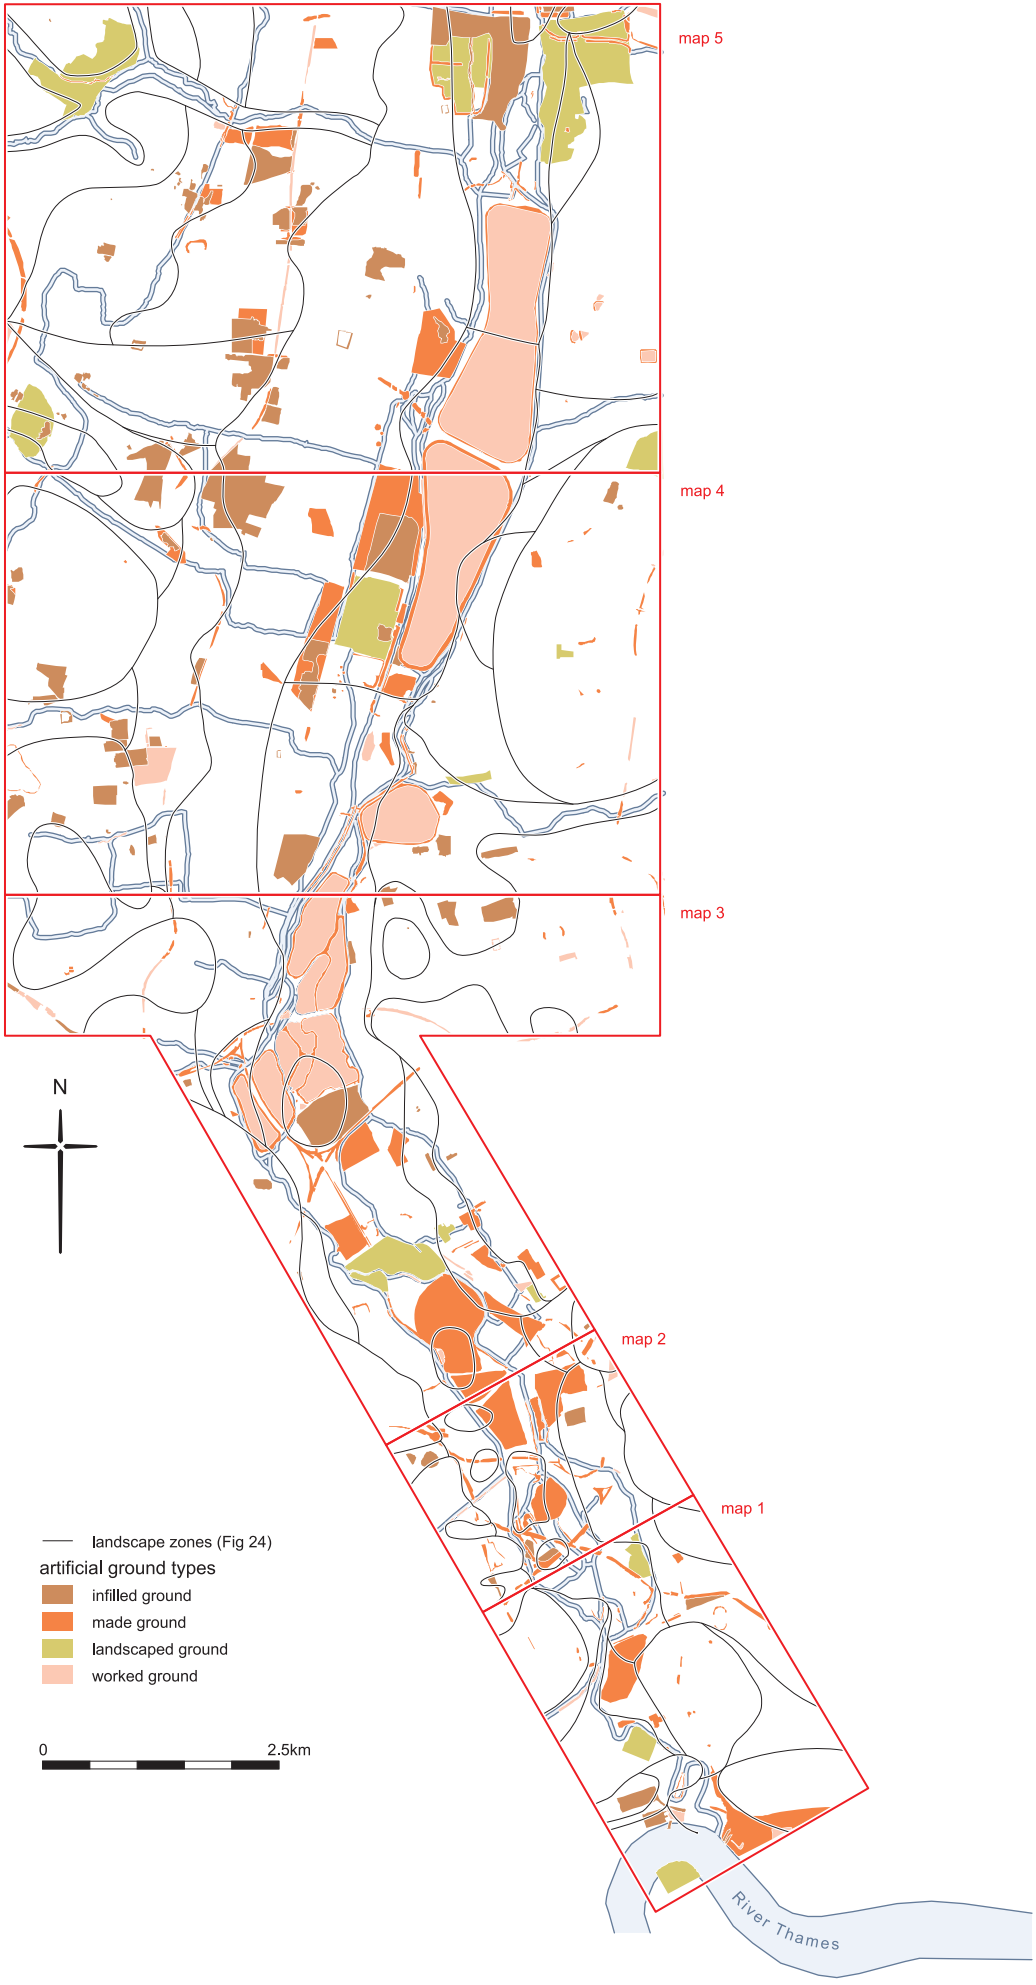 map 5
map 4
map 3
N
map 2
map 1
landscape zones (Fig 24)
artificial ground types
infilled ground
made ground
landscaped ground
worked ground
0 2.5km
River Thames